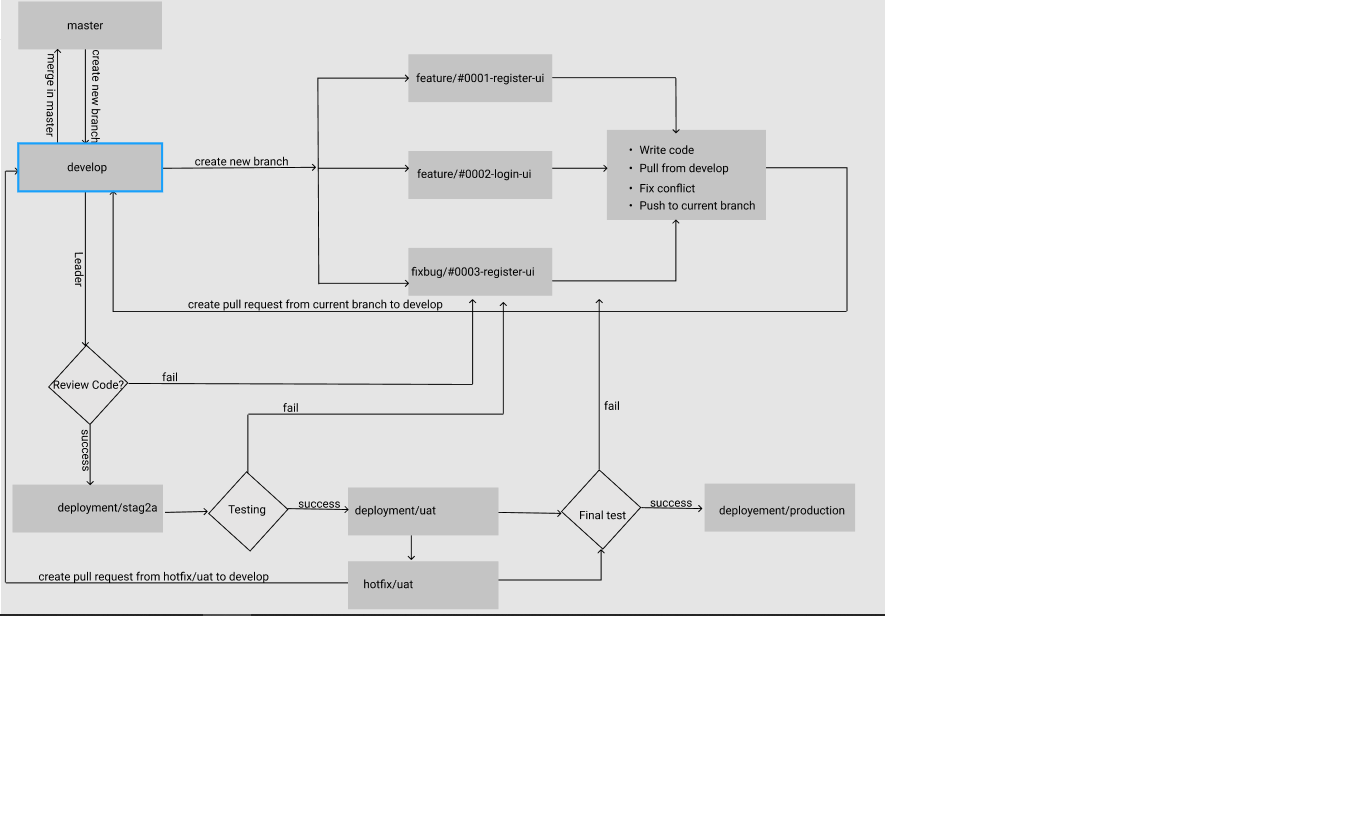 master
merge in master
create new branch
develop
create new branch
feature/#0001-register-ui
feature/#0002-login-ui
fixbug/#0003-register-ui
• Write code
• Pull from develop
• Fix conflict
• Push to current branch
Leader
create pull request from current branch to develop
Review Code?
fail
fail
fail
success
deployment/stag2a
Testing
success
deployment/uat
Final test
success
deployement/production
create pull request from hotfix/uat to develop
hotfix/uat